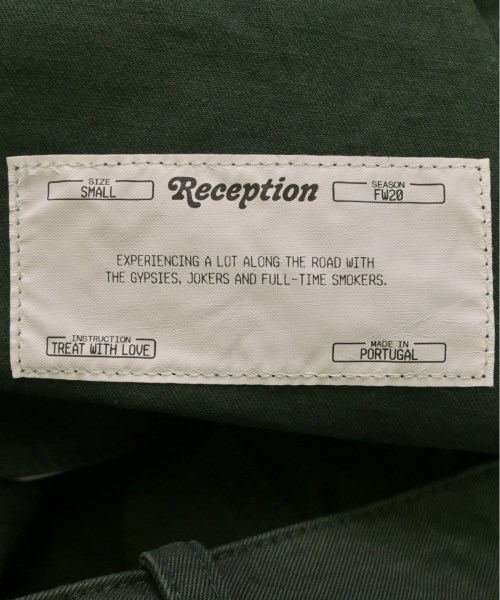 SIZE
SMALL
Reception
SEASON
FW20
EXPERIENCING A LOT ALONG THE ROAD WITH
THE GYPSIES, JOKERS AND FULL-TIME SMOKERS.
INSTRUCTION
TREAT WITH LOVE
MADE IN
PORTUGAL